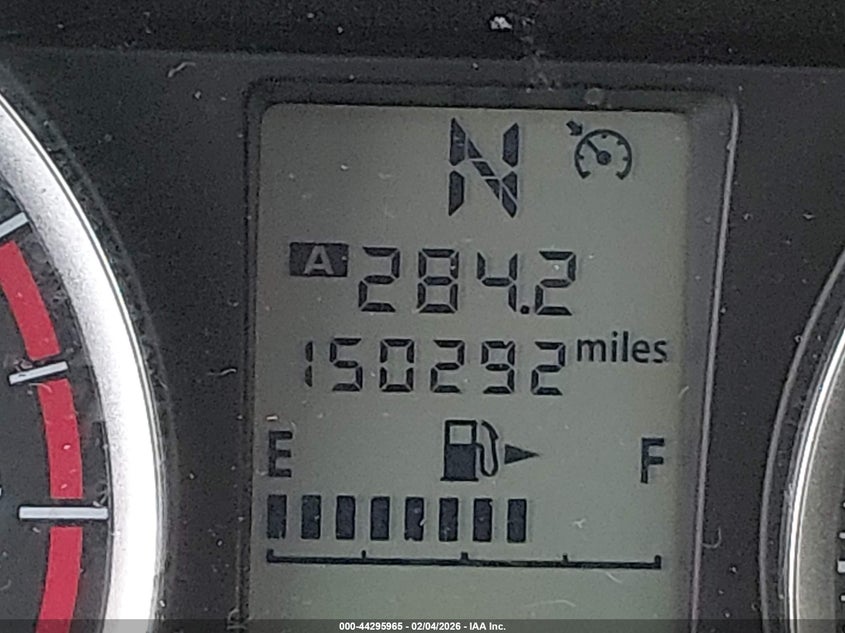 N
A 284.2
150292 miles
E F
000-44295965 - 02/04/2026 - IAA Inc.